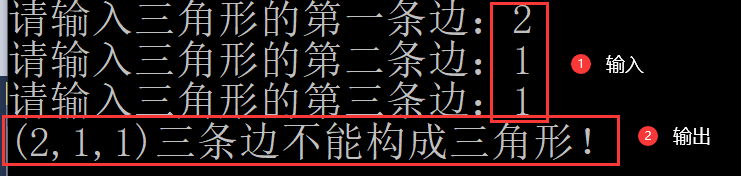 请输入三角形的第一条边：2
请输入三角形的第二条边：1
1 输入
请输入三角形的第三条边：1
(2,1,1)三条边不能构成三角形！
2 输出